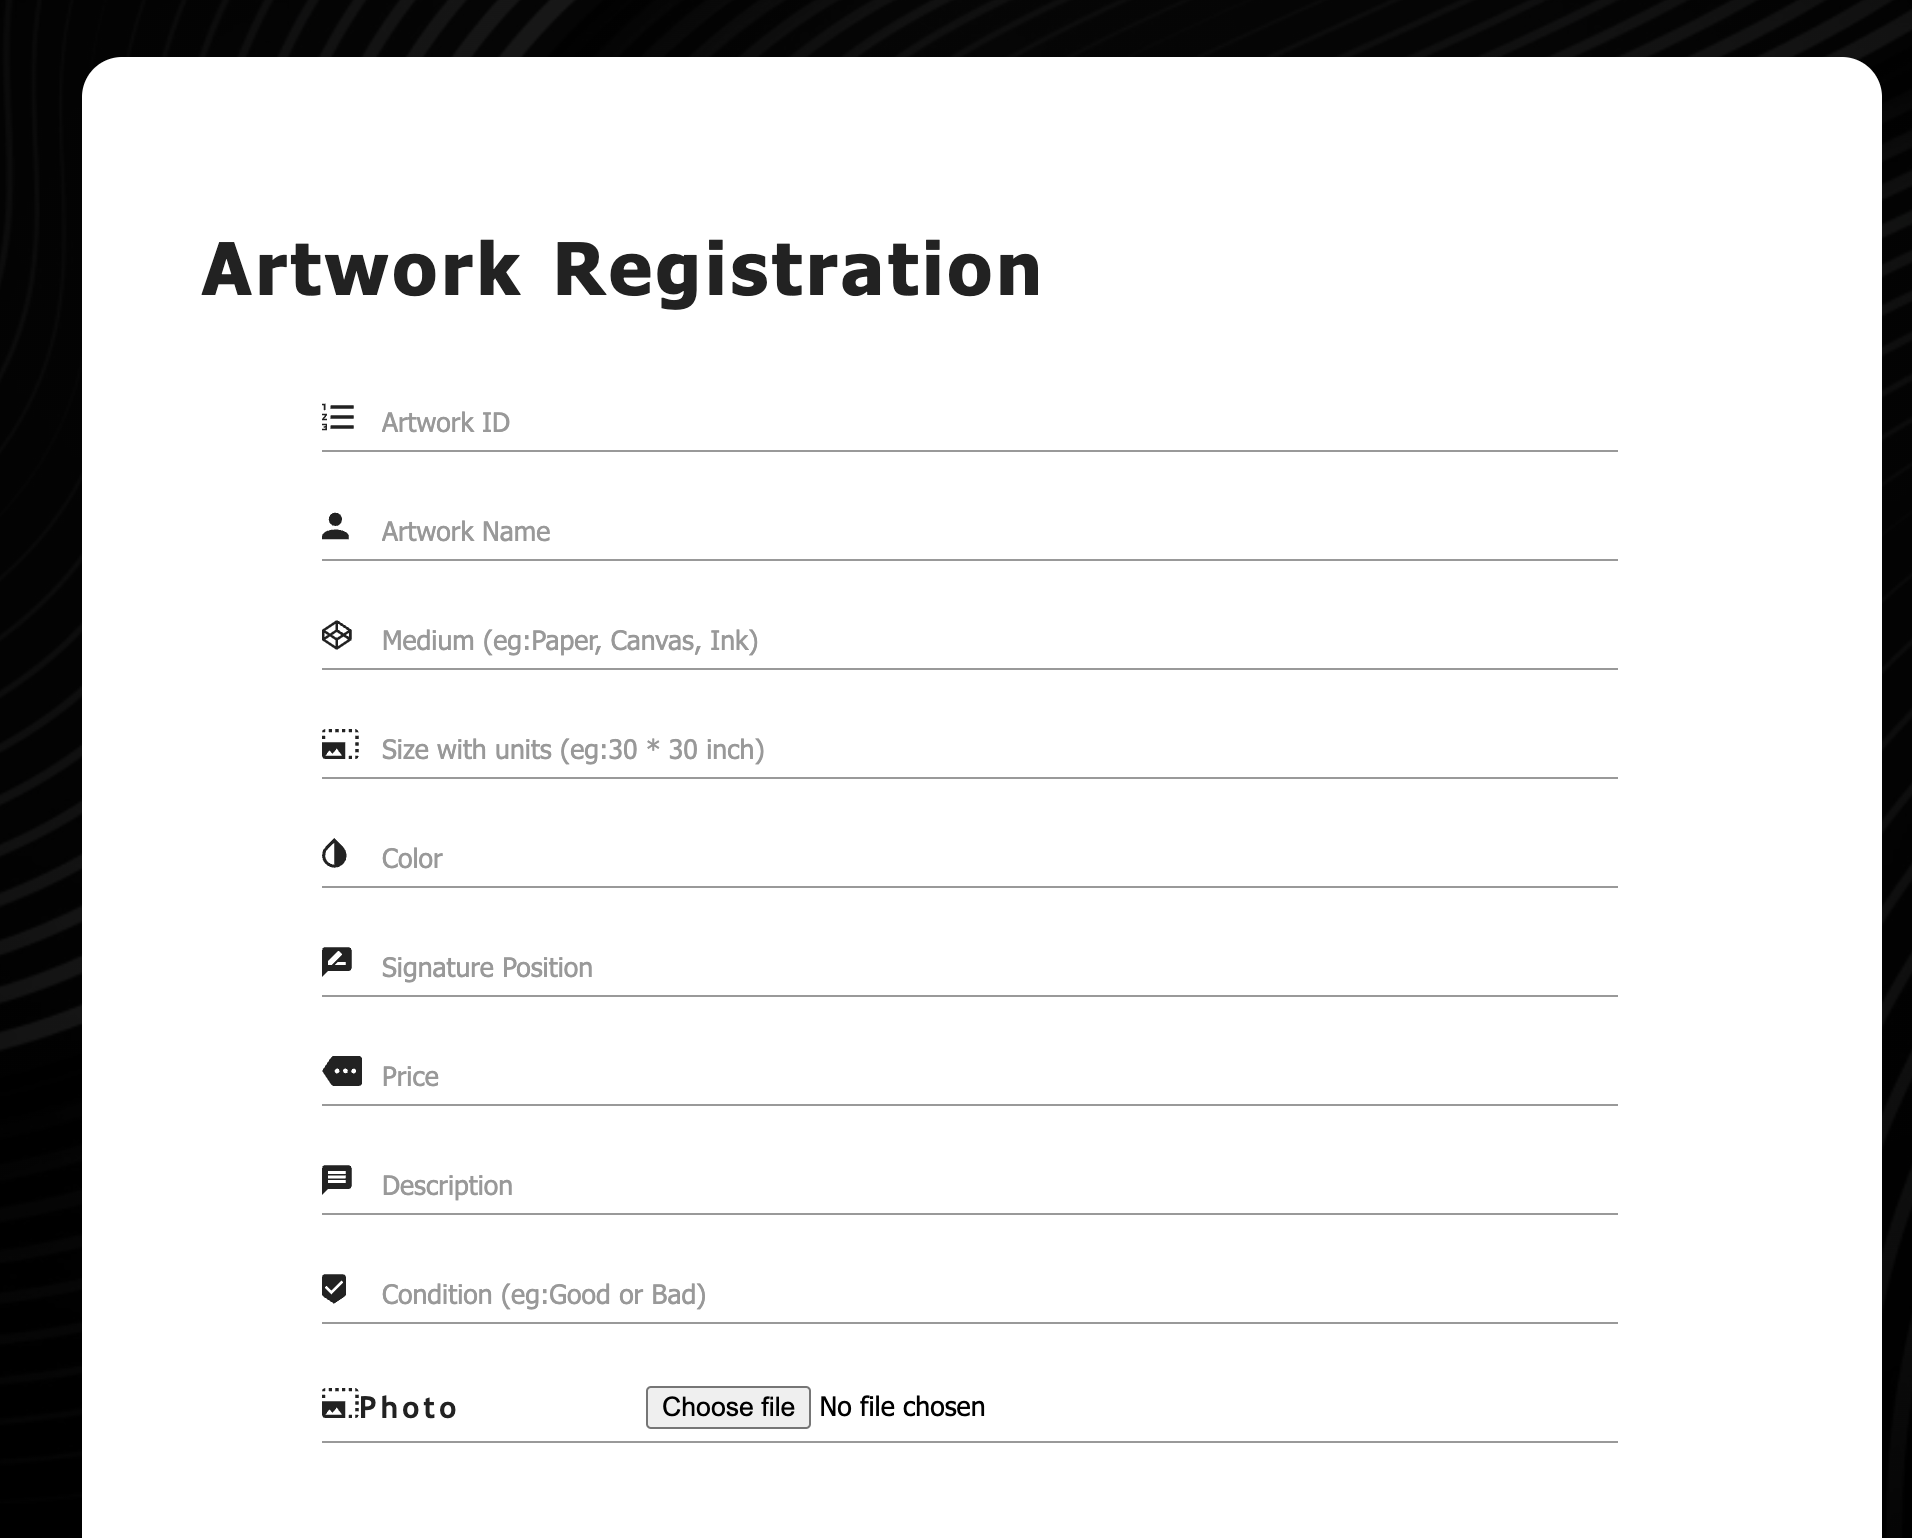 Artwork Registration
Artwork ID
Artwork Name
Medium (eg:Paper, Canvas, Ink)
Size with units (eg:30 * 30 inch)
Color
Signature Position
Price
Description
Condition (eg:Good or Bad)
Photo Choose file No file chosen